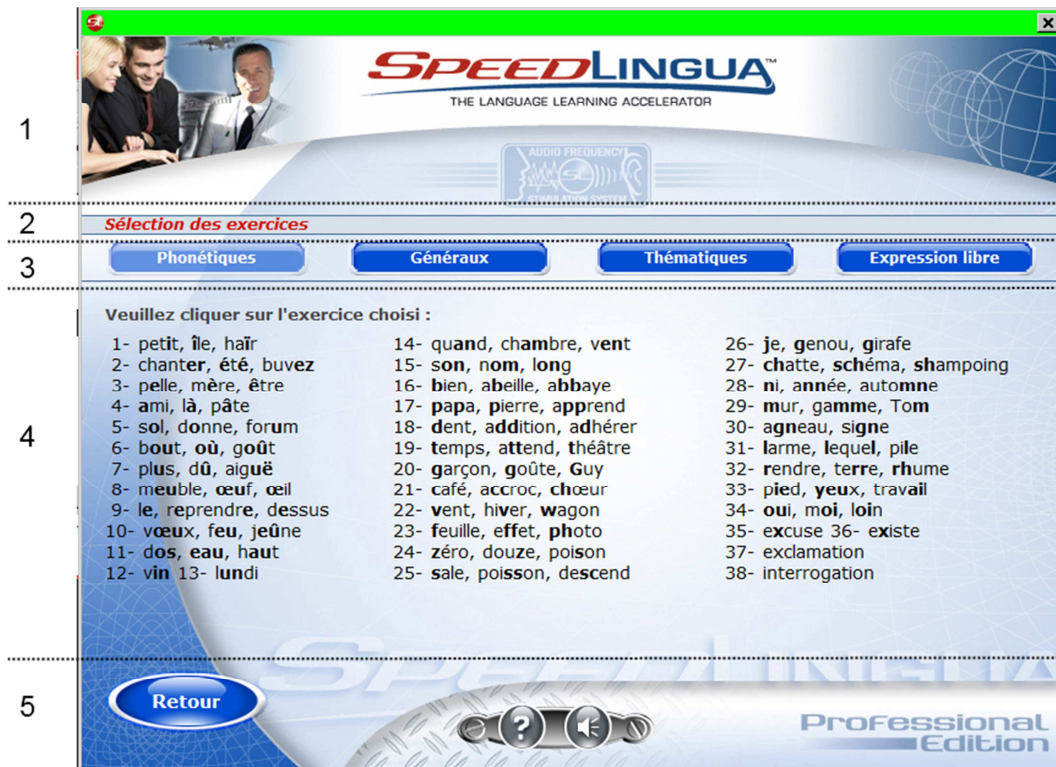 SPEEDLINGUA™
THE LANGUAGE LEARNING ACCELERATOR
1
AUDIO FREQUENCY
SL
STIMULATION SYSTEM
2
Sélection des exercices
3
Phonétiques
Généraux
Thématiques
Expression libre
4
Veuillez cliquer sur l'exercice choisi :
1- petit, île, haïr
2- chanter, été, buvez
3- pelle, mère, être
4- ami, là, pâte
5- sol, donne, forum
6- bout, où, goût
7- plus, dû, aiguë
8- meuble, œuf, œil
9- le, reprendre, dessus
10- vœux, feu, jeûne
11- dos, eau, haut
12- vin 13- lundi
14- quand, chambre, vent
15- son, nom, long
16- bien, abeille, abbaye
17- papa, pierre, apprend
18- dent, addition, adhérer
19- temps, attend, théâtre
20- garçon, goûte, Guy
21- café, accroc, chœur
22- vent, hiver, wagon
23- feuille, effet, photo
24- zéro, douze, poison
25- sale, poisson, descend
26- je, genou, girafe
27- chatte, schéma, shampoing
28- ni, année, automne
29- mur, gamme, Tom
30- agneau, signe
31- larme, lequel, pile
32- rendre, terre, rhume
33- pied, yeux, travail
34- oui, moi, loin
35- excuse 36- existe
37- exclamation
38- interrogation
SPEEDLINGUA
5
Retour
?
Professional
Edition